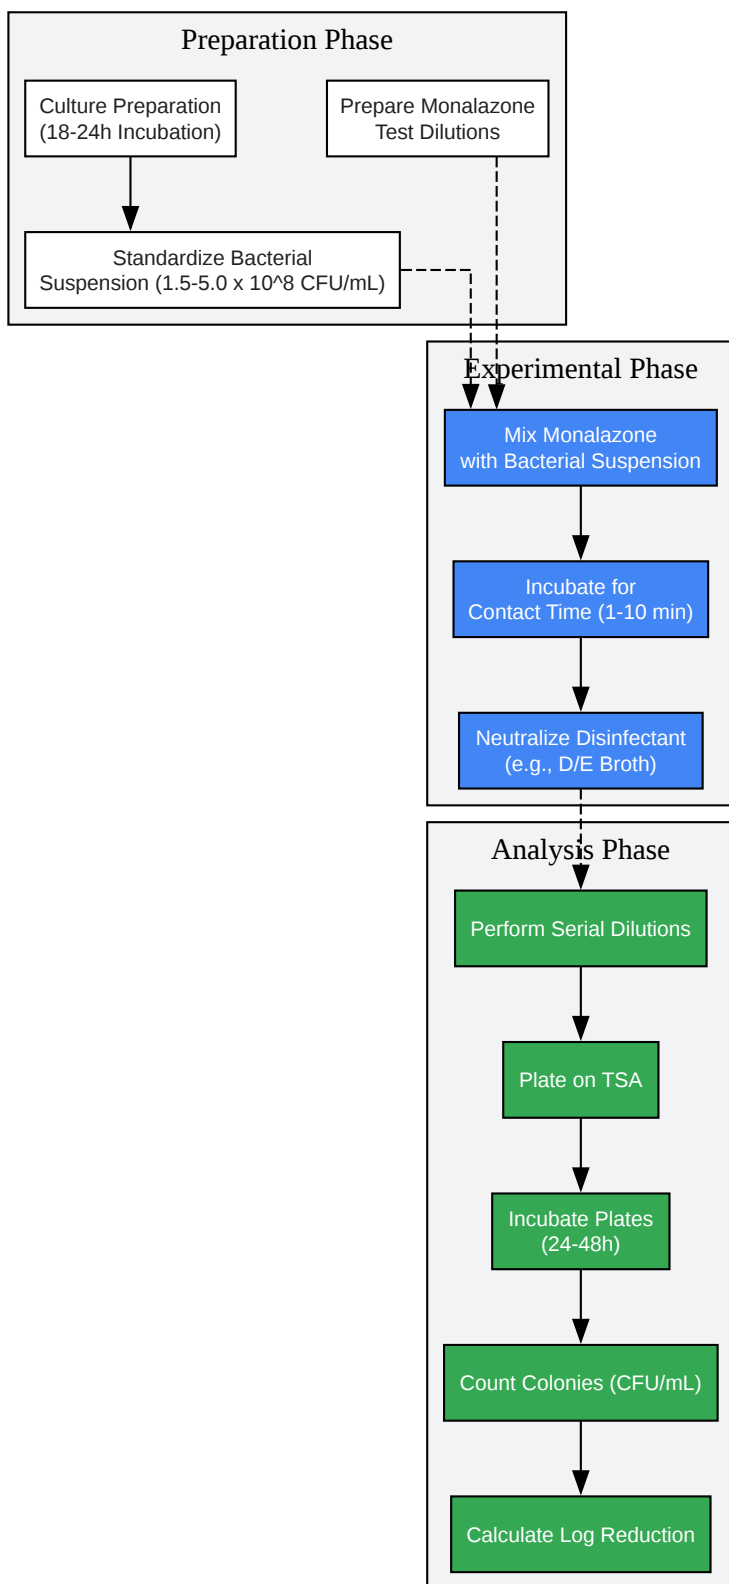 Preparation Phase
Culture Preparation
(18-24h Incubation)
Prepare Monalazone
Test Dilutions
Standardize Bacterial
Suspension (1.5-5.0 x 10^8 CFU/mL)
Experimental Phase
Mix Monalazone
with Bacterial Suspension
Incubate for
Contact Time (1-10 min)
Neutralize Disinfectant
(e.g., D/E Broth)
Analysis Phase
Perform Serial Dilutions
Plate on TSA
Incubate Plates
(24-48h)
Count Colonies (CFU/mL)
Calculate Log Reduction